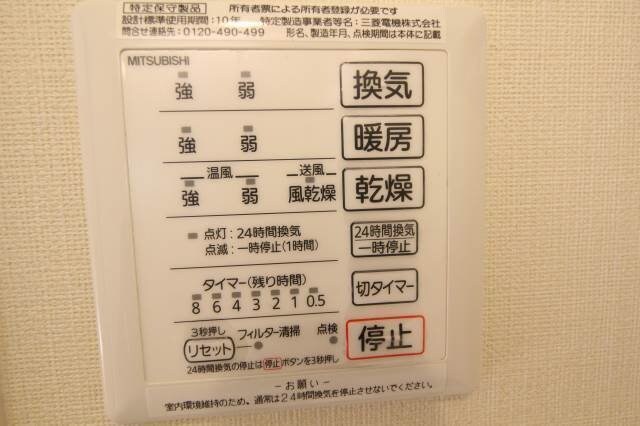 特定保守製品 所有者票による所有者登録が必要です
設計標準使用期間:10年 特定製造事業者等名:三菱電機株式会社
問合せ連絡先:0120-490-499 形名、製造年月、点検期間は本体に記載
MITSUBISHI
強 弱 換気
強 弱 暖房
温風 送風
強 弱 風乾燥 乾燥
点灯:24時間換気
点滅:一時停止(1時間)
24時間換気
一時停止
タイマー(残り時間)
8 6 4 3 2 1 0.5
切タイマー
3秒押し
リセット フィルター清掃 点検
停止
24時間換気の停止は停止ボタンを3秒押し
-お願い-
室内環境維持のため、通常は24時間換気を停止させないでください。